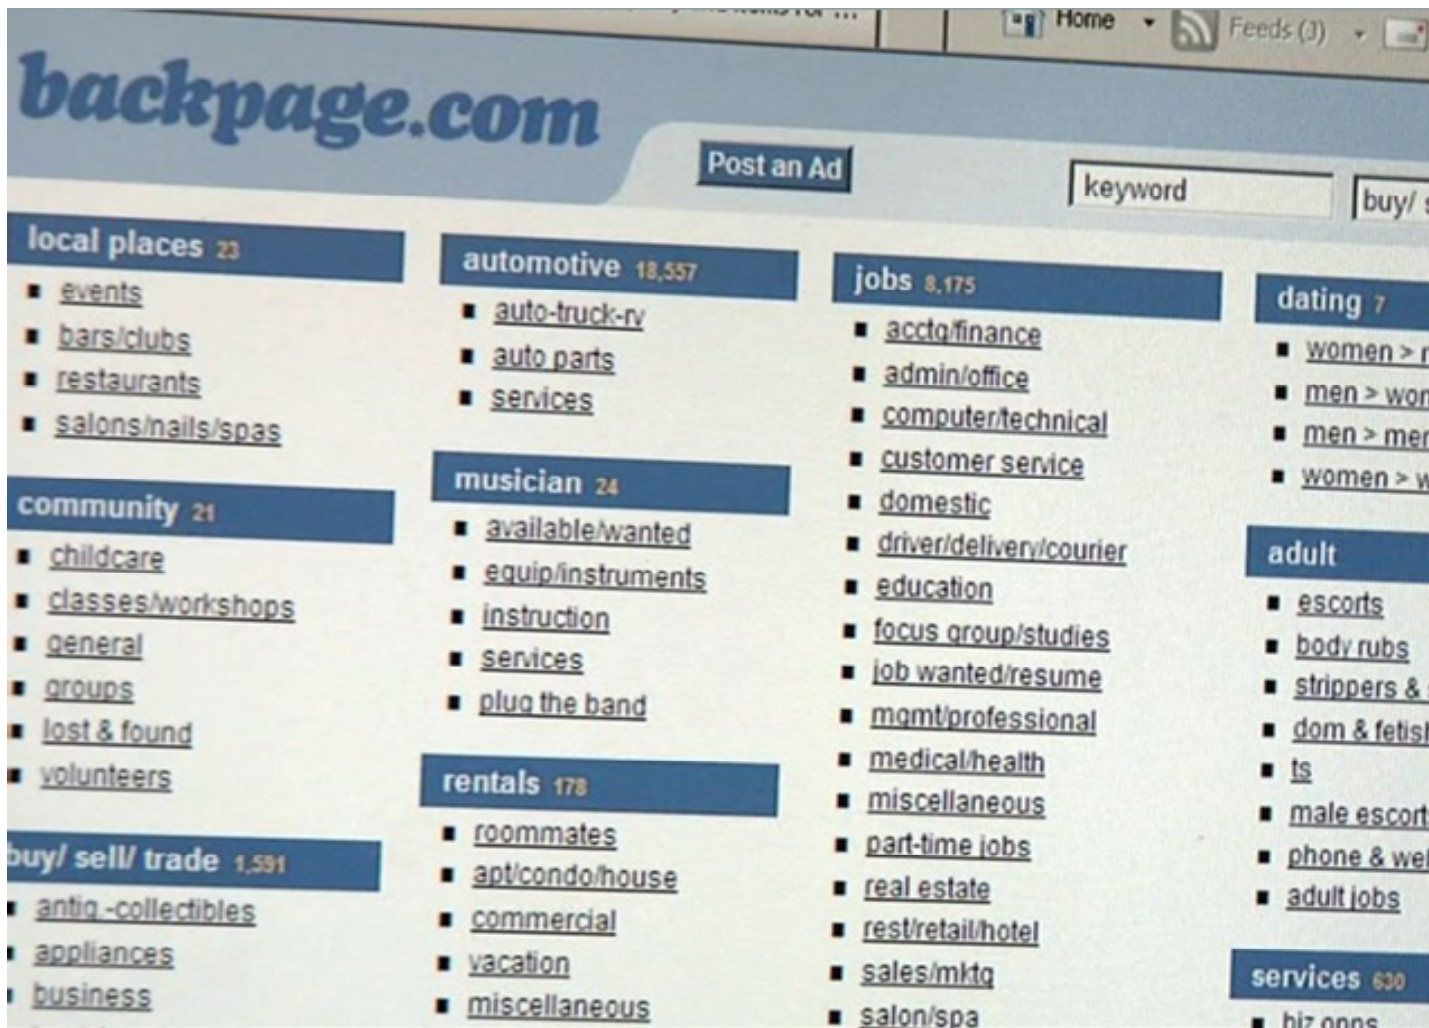 Home
Feeds (J)
backpage.com
Post an Ad
keyword
buy/
local places 23
events
bars/clubs
restaurants
salons/nails/spas
community 21
childcare
classes/workshops
general
groups
lost & found
volunteers
buy/ sell/ trade 1,591
antiq.-collectibles
appliances
business
automotive 18,557
auto-truck-rv
auto parts
services
musician 24
available/wanted
equip/instruments
instruction
services
plug the band
rentals 178
roommates
apt/condo/house
commercial
vacation
miscellaneous
jobs 8,175
acctg/finance
admin/office
computer/technical
customer service
domestic
driver/delivery/courier
education
focus group/studies
job wanted/resume
mgmt/professional
medical/health
miscellaneous
part-time jobs
real estate
rest/retail/hotel
sales/mktg
salon/spa
dating 7
women >
men >
men >
women >
adult
escorts
body rubs
strippers &
dom &
ts
male
phone &
adult jobs
services 630
biz opps